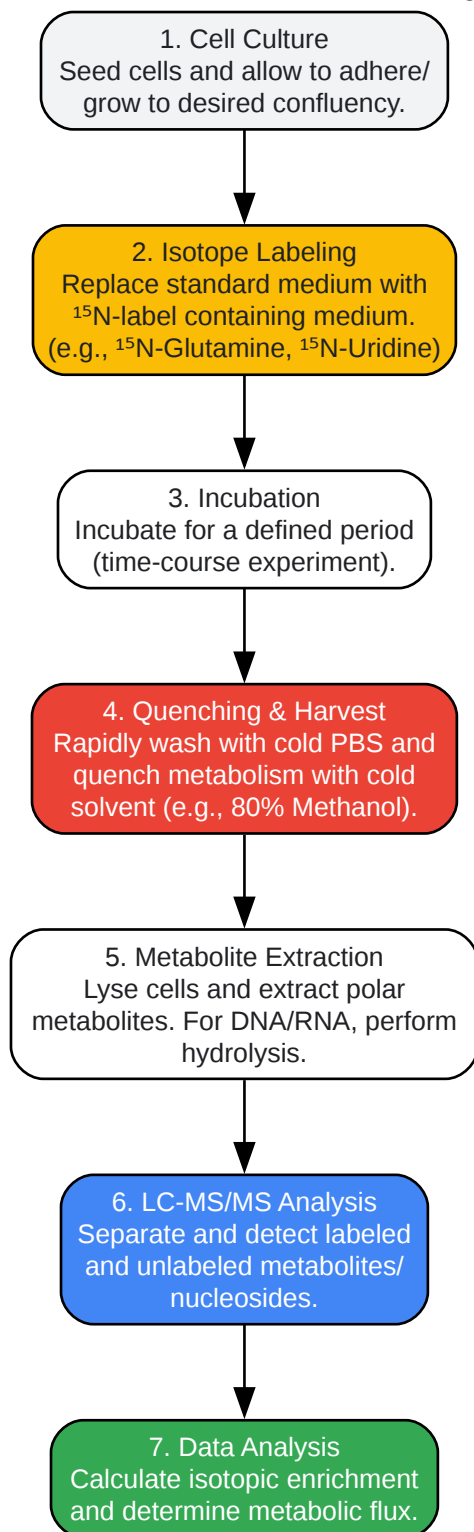 1. Cell Culture
Seed cells and allow to adhere/
grow to desired confluency.
2. Isotope Labeling
Replace standard medium with
¹⁵N-label containing medium.
(e.g., ¹⁵N-Glutamine, ¹⁵N-Uridine)
3. Incubation
Incubate for a defined period
(time-course experiment).
4. Quenching & Harvest
Rapidly wash with cold PBS and
quench metabolism with cold
solvent (e.g., 80% Methanol).
5. Metabolite Extraction
Lyse cells and extract polar
metabolites. For DNA/RNA, perform
hydrolysis.
6. LC-MS/MS Analysis
Separate and detect labeled
and unlabeled metabolites/
nucleosides.
7. Data Analysis
Calculate isotopic enrichment
and determine metabolic flux.